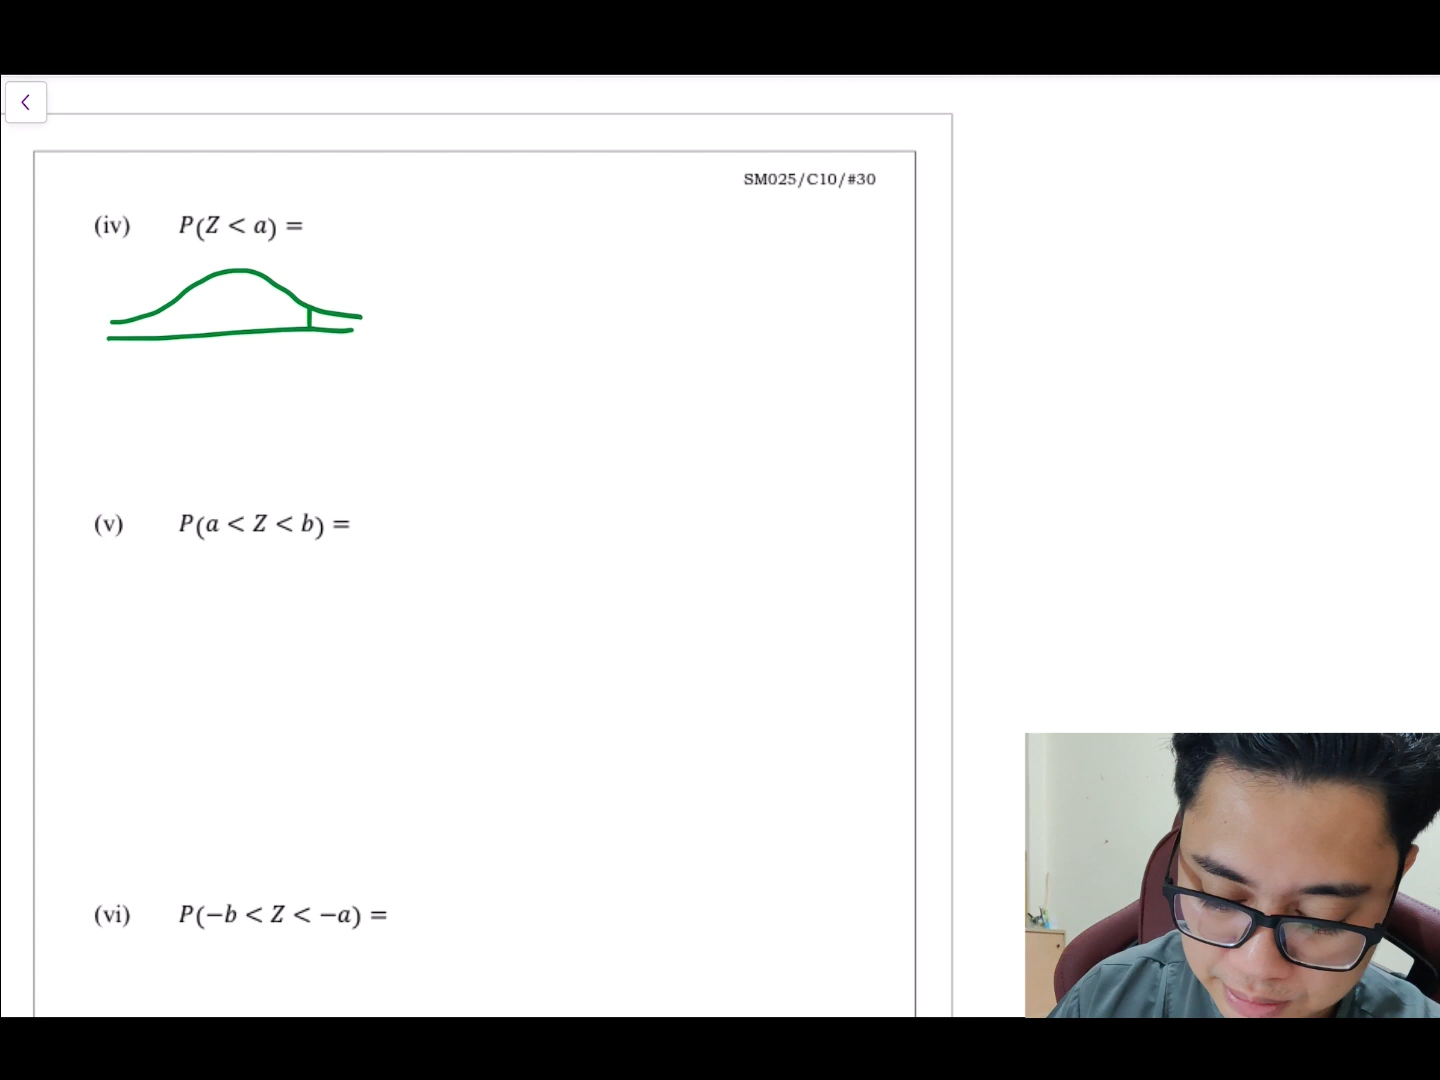 SM025/C10/#30
(iv) P(Z < a) =
(v) P(a < Z < b) =
(vi) P(−b < Z < −a) =